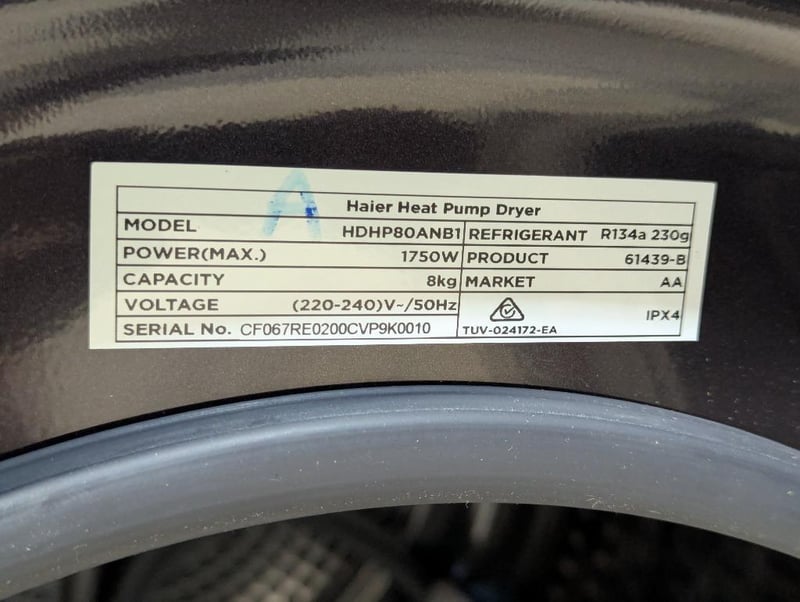 A
Haier Heat Pump Dryer
MODEL HDHP80ANB1 REFRIGERANT R134a 230g
POWER(MAX.) 1750W PRODUCT 61439-B
CAPACITY 8kg MARKET AA
VOLTAGE (220-240)V~/50Hz IPX4
SERIAL No. CF067RE0200CVP9K0010 TUV-024172-EA